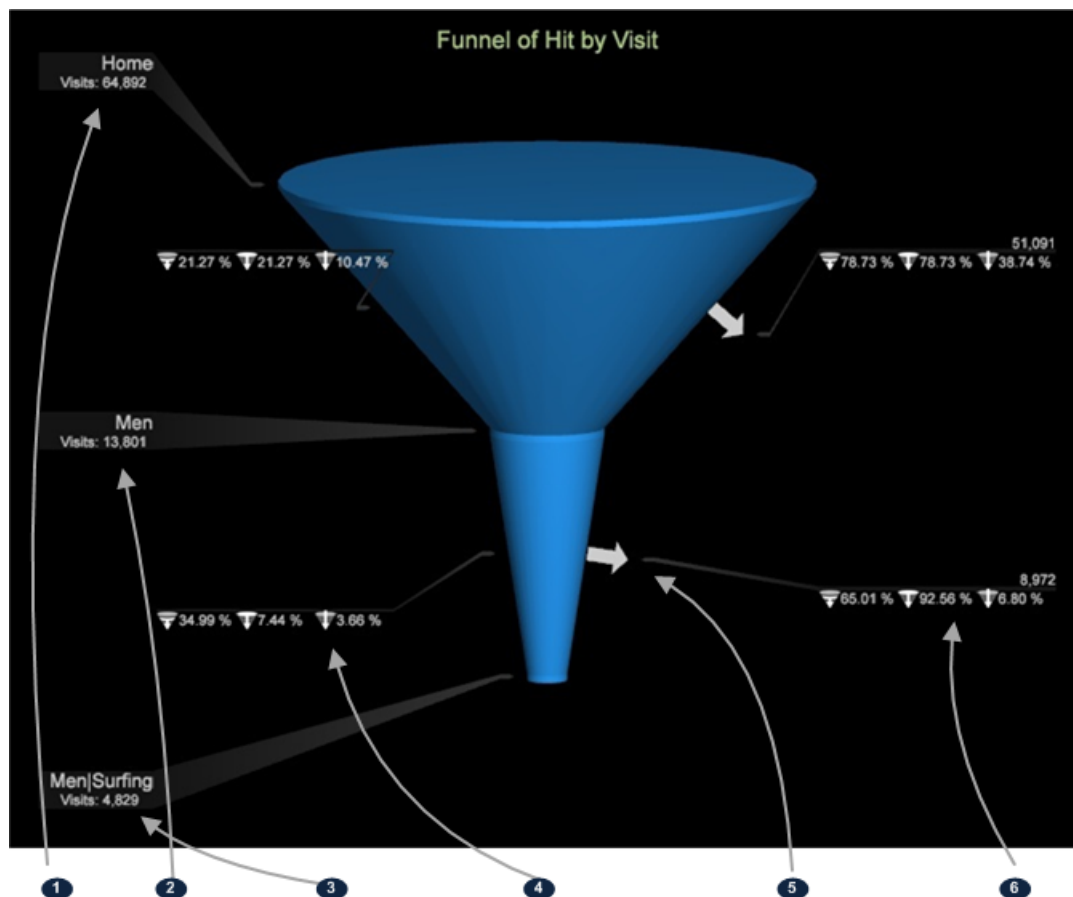 Funnel of Hit by Visit
Home
Visits: 64,892
51,091
21.27 % 21.27 % 10.47 %
78.73 % 78.73 % 38.74 %
Men
Visits: 13,801
8,972
65.01 % 92.56 % 6.80 %
34.99 % 7.44 % 3.66 %
Men|Surfing
Visits: 4,829
1 2 3 4 5 6